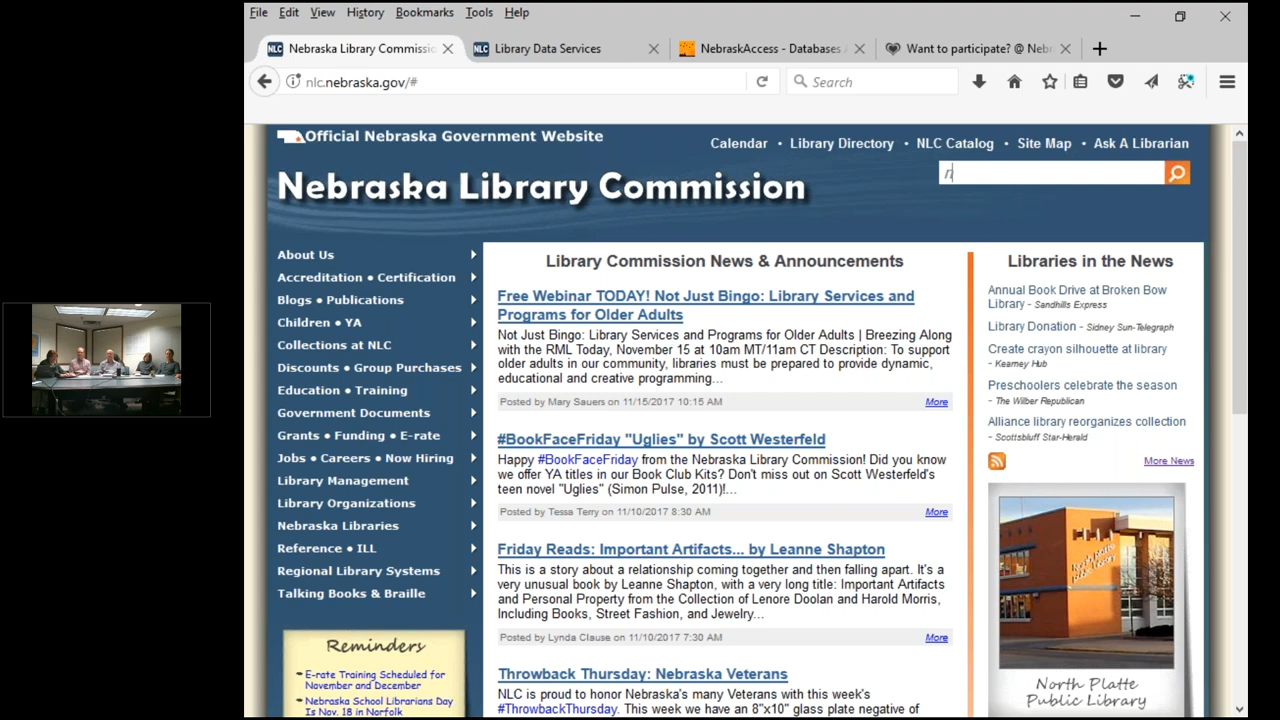 File Edit View History Bookmarks Tools Help
NLC Nebraska Library Commissio
NLC Library Data Services
NebraskAccess - Databases
Want to participate? @ Neb
nlc.nebraska.gov/#
Search
Official Nebraska Government Website
Calendar • Library Directory • NLC Catalog • Site Map • Ask A Librarian
n
Nebraska Library Commission
About Us
Accreditation ● Certification
Blogs ● Publications
Children ● YA
Collections at NLC
Discounts ● Group Purchases
Education ● Training
Government Documents
Grants ● Funding ● E-rate
Jobs ● Careers ● Now Hiring
Library Management
Library Organizations
Nebraska Libraries
Reference ● ILL
Regional Library Systems
Talking Books & Braille
Reminders
E-rate Training Scheduled for
November and December
Nebraska School Librarians Day
Is Nov. 18 in Norfolk
Library Commission News & Announcements
Free Webinar TODAY! Not Just Bingo: Library Services and
Programs for Older Adults
Not Just Bingo: Library Services and Programs for Older Adults | Breezing Along
with the RML Today, November 15 at 10am MT/11am CT Description: To support
older adults in our community, libraries must be prepared to provide dynamic,
educational and creative programming...
Posted by Mary Sauers on 11/15/2017 10:15 AM More
#BookFaceFriday "Uglies" by Scott Westerfeld
Happy #BookFaceFriday from the Nebraska Library Commission! Did you know
we offer YA titles in our Book Club Kits? Don't miss out on Scott Westerfeld's
teen novel "Uglies" (Simon Pulse, 2011)!...
Posted by Tessa Terry on 11/10/2017 8:30 AM More
Friday Reads: Important Artifacts... by Leanne Shapton
This is a story about a relationship coming together and then falling apart. It's a
very unusual book by Leanne Shapton, with a very long title: Important Artifacts
and Personal Property from the Collection of Lenore Doolan and Harold Morris,
Including Books, Street Fashion, and Jewelry...
Posted by Lynda Clause on 11/10/2017 7:30 AM More
Throwback Thursday: Nebraska Veterans
NLC is proud to honor Nebraska's many Veterans with this week's
#ThrowbackThursday. This week we have an 8"x10" glass plate negative of
Libraries in the News
Annual Book Drive at Broken Bow
Library - Sandhills Express
Library Donation - Sidney Sun-Telegraph
Create crayon silhouette at library
- Kearney Hub
Preschoolers celebrate the season
- The Wilber Republican
Alliance library reorganizes collection
- Scottsbluff Star-Herald
More News
North Platte
Public Library